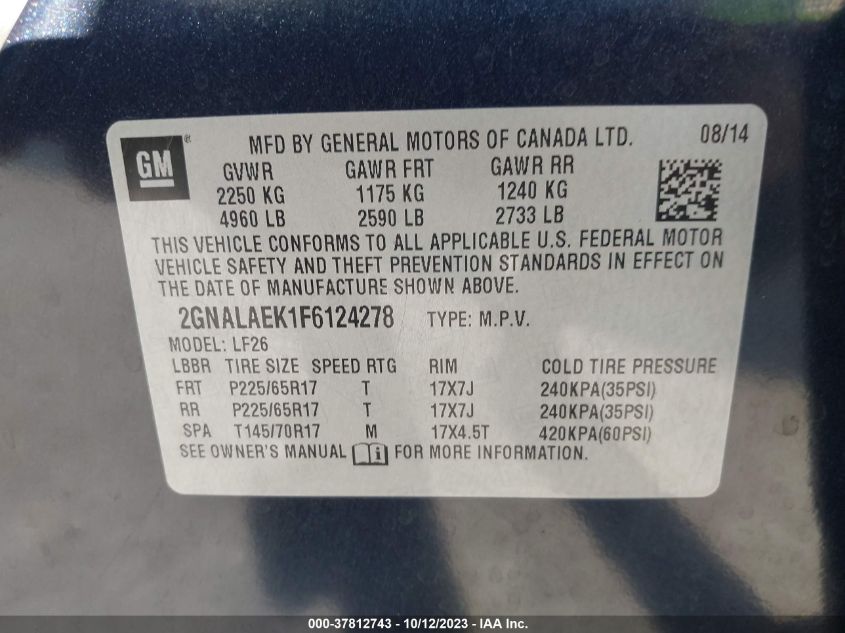 GM ® MFD BY GENERAL MOTORS OF CANADA LTD. 08/14
GVWR GAWR FRT GAWR RR
2250 KG 1175 KG 1240 KG
4960 LB 2590 LB 2733 LB
THIS VEHICLE CONFORMS TO ALL APPLICABLE U.S. FEDERAL MOTOR
VEHICLE SAFETY AND THEFT PREVENTION STANDARDS IN EFFECT ON
THE DATE OF MANUFACTURE SHOWN ABOVE.
2GNALAEK1F6124278 TYPE: M.P.V.
MODEL: LF26
LBBR TIRE SIZE SPEED RTG RIM COLD TIRE PRESSURE
FRT P225/65R17 T 17X7J 240KPA(35PSI)
RR P225/65R17 T 17X7J 240KPA(35PSI)
SPA T145/70R17 M 17X4.5T 420KPA(60PSI)
SEE OWNER'S MANUAL FOR MORE INFORMATION.
000-37812743 - 10/12/2023 - IAA Inc.